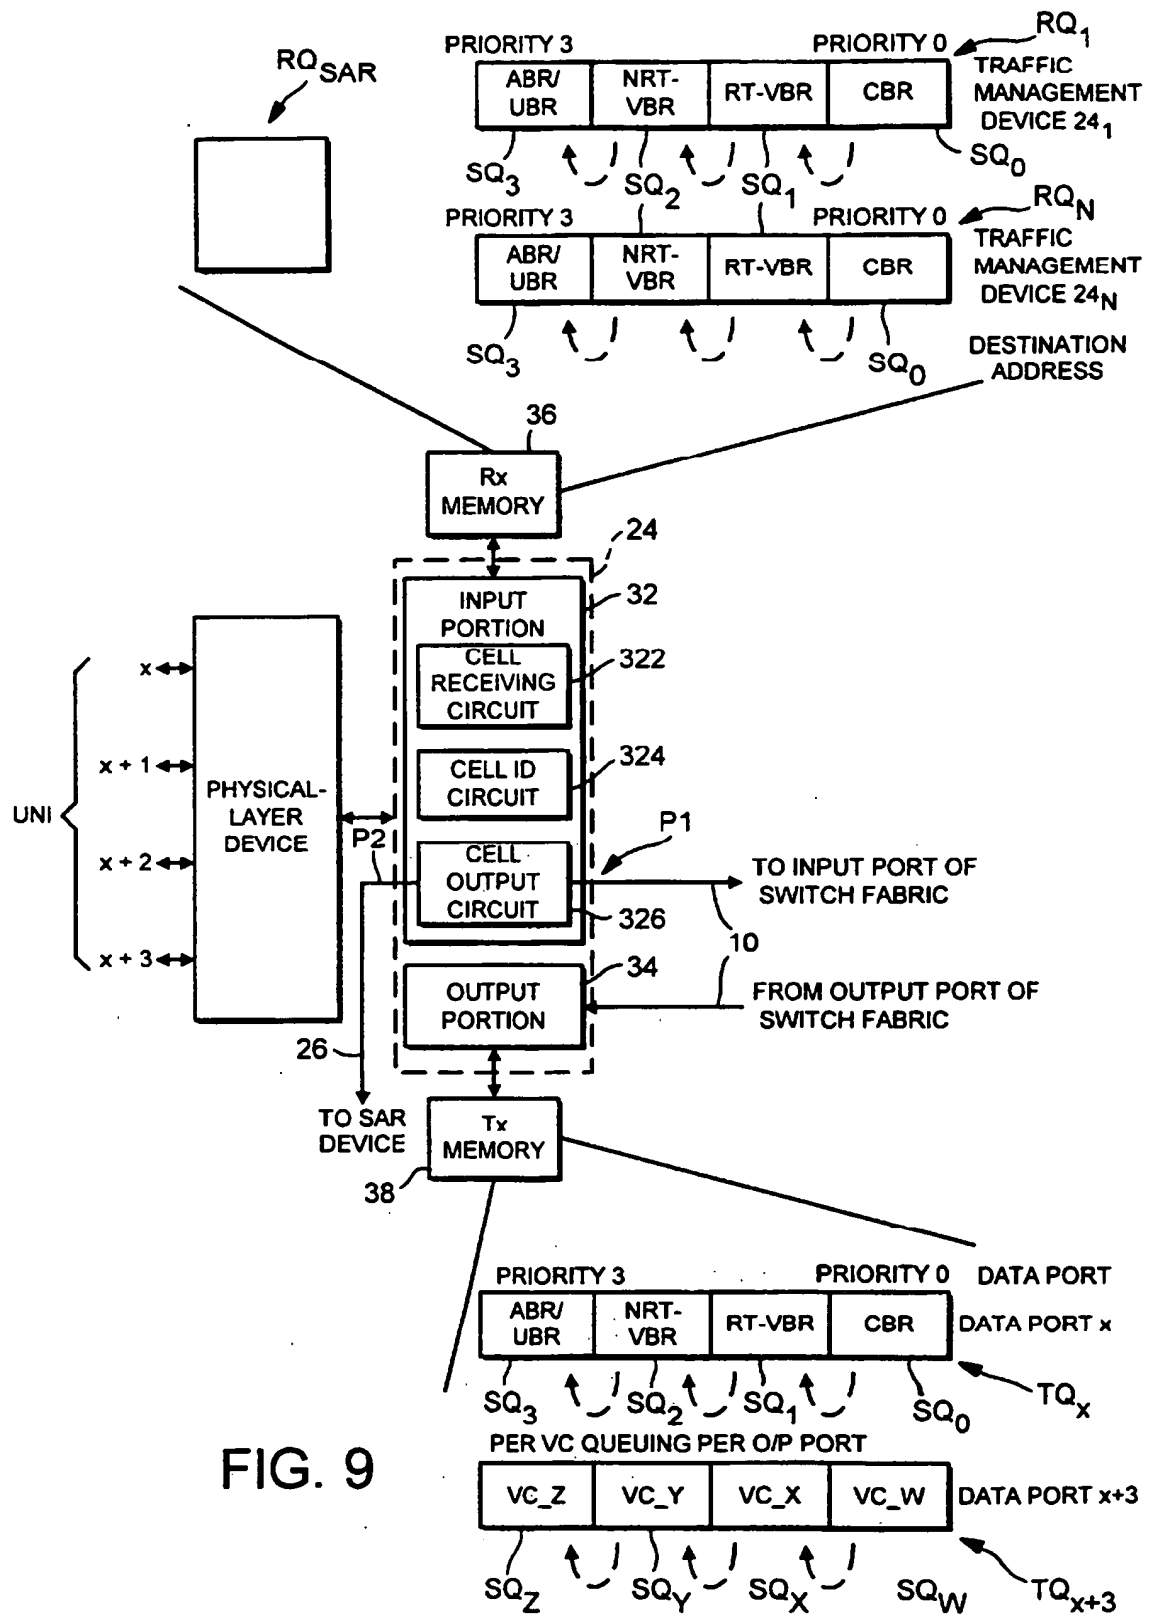 RQSAR
PRIORITY 3
PRIORITY 0
RQ1
TRAFFIC
MANAGEMENT
DEVICE 241
ABR/
UBR
NRT-
VBR
RT-VBR
CBR
SQ3
SQ2
SQ1
SQ0
PRIORITY 3
PRIORITY 0
RQN
TRAFFIC
MANAGEMENT
DEVICE 24N
ABR/
UBR
NRT-
VBR
RT-VBR
CBR
SQ3
SQ0
DESTINATION
ADDRESS
36
Rx
MEMORY
24
32
INPUT
PORTION
CELL
RECEIVING
CIRCUIT
322
CELL ID
CIRCUIT
324
CELL
OUTPUT
CIRCUIT
326
P1
P2
UNI
x
x + 1
x + 2
x + 3
PHYSICAL-
LAYER
DEVICE
TO INPUT PORT OF
SWITCH FABRIC
10
34
OUTPUT
PORTION
FROM OUTPUT PORT OF
SWITCH FABRIC
26
TO SAR
DEVICE
Tx
MEMORY
38
PRIORITY 3
PRIORITY 0
DATA PORT
ABR/
UBR
NRT-
VBR
RT-VBR
CBR
DATA PORT x
SQ3
SQ2
SQ1
SQ0
TQx
PER VC QUEUING PER O/P PORT
VC_Z
VC_Y
VC_X
VC_W
DATA PORT x+3
SQZ
SQY
SQX
SQW
TQx+3
FIG. 9